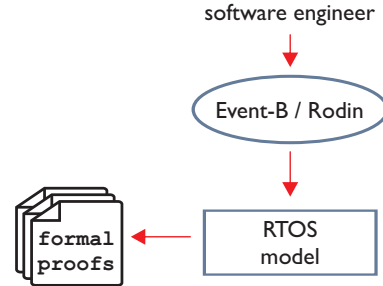 software engineer
Event-B / Rodin
RTOS
model
formal
proofs